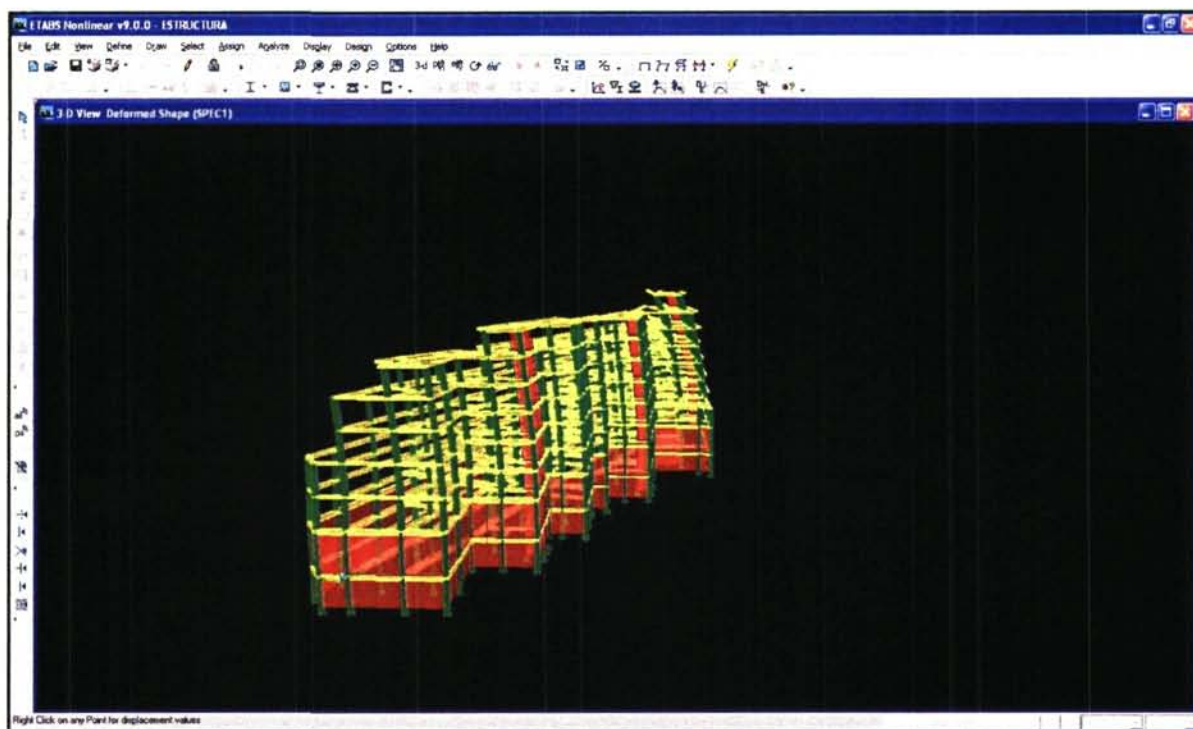 ETABS Nonlinear v9.0.0 - ESTRUCTURA
File Edit View Define Draw Select Assign Analyze Display Design Options Help
3-d
3-D View Deformed Shape (SPEC1)
Right Click on any Point for displacement values